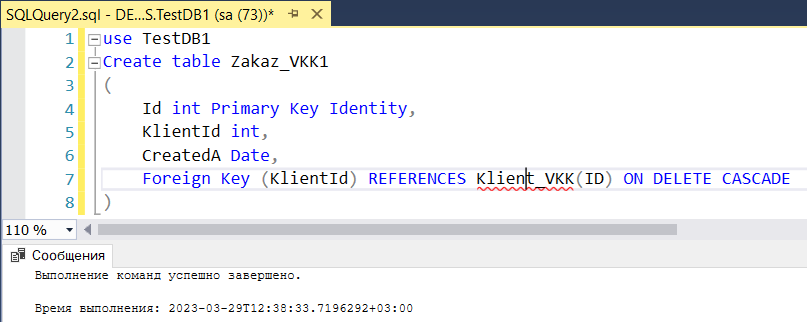 SQLQuery2.sql - DE...S.TestDB1 (sa (73))*
1 use TestDB1
2 Create table Zakaz_VKK1
3 (
4 Id int Primary Key Identity,
5 KlientId int,
6 CreatedA Date,
7 Foreign Key (KlientId) REFERENCES Klient_VKK(ID) ON DELETE CASCADE
8 )
110 %
Сообщения
Выполнение команд успешно завершено.
Время выполнения: 2023-03-29T12:38:33.7196292+03:00